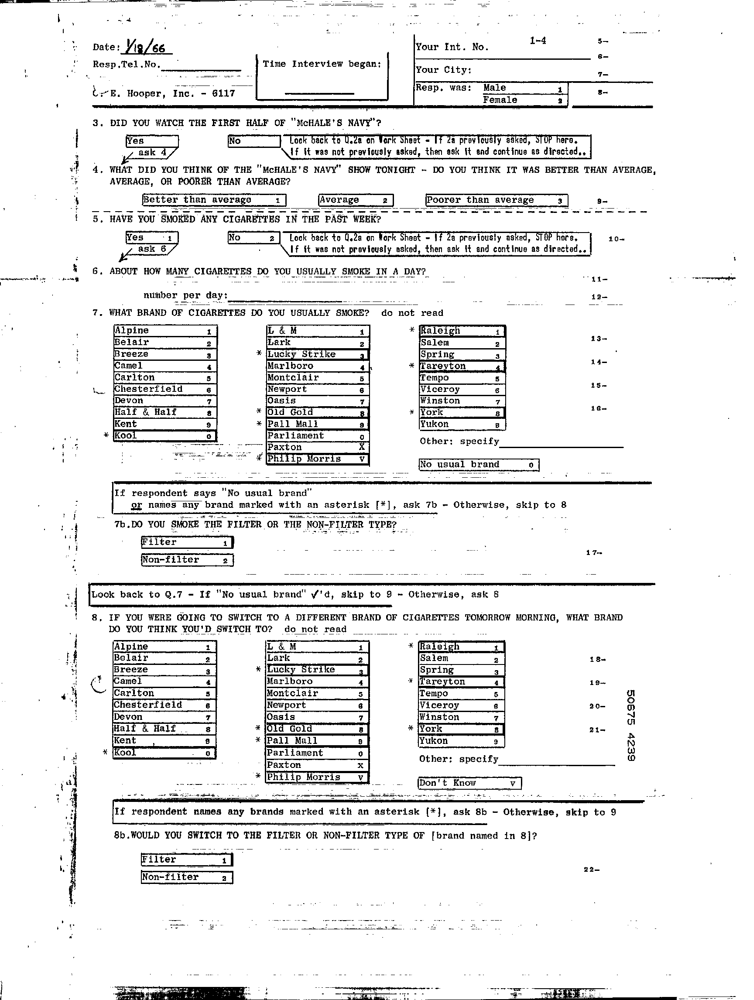 Date: 1/18/66
Resp.Tel.No.
C. E. Hooper, Inc. - 6117
Time Interview began:
Your Int. No. 1-4
Your City:
Resp. was: Male 1
Female 2
5-
6-
7-
8-
3. DID YOU WATCH THE FIRST HALF OF "McHALE'S NAVY"?
Yes
ask 4
No
Look back to Q.2a on Work Sheet - If 2a previously asked, STOP here.
If it was not previously asked, then ask it and continue as directed..
4. WHAT DID YOU THINK OF THE "McHALE'S NAVY" SHOW TONIGHT - DO YOU THINK IT WAS BETTER THAN AVERAGE,
AVERAGE, OR POORER THAN AVERAGE?
Better than average 1 Average 2 Poorer than average 3 9-
5. HAVE YOU SMOKED ANY CIGARETTES IN THE PAST WEEK?
Yes 1
ask 6
No 2
Look back to Q.2a on Work Sheet - If 2a previously asked, STOP here.
If it was not previously asked, then ask it and continue as directed..
10-
6. ABOUT HOW MANY CIGARETTES DO YOU USUALLY SMOKE IN A DAY?
11-
number per day: 12-
7. WHAT BRAND OF CIGARETTES DO YOU USUALLY SMOKE? do not read
Alpine 1
Belair 2
Breeze 3
Camel 4
Carlton 5
Chesterfield 6
Devon 7
Half & Half 8
Kent 9
* Kool 0
L & M 1
Lark 2
* Lucky Strike 3
Marlboro 4
Montclair 5
Newport 6
Oasis 7
* Old Gold 8
* Pall Mall 9
Parliament 0
Paxton X
* Philip Morris V
* Raleigh 1
Salem 2
Spring 3
* Tareyton 4
Tempo 5
Viceroy 6
Winston 7
* York 8
Yukon 9
Other: specify
No usual brand 0
13-
14-
15-
16-
If respondent says "No usual brand"
or names any brand marked with an asterisk [*], ask 7b - Otherwise, skip to 8
7b.DO YOU SMOKE THE FILTER OR THE NON-FILTER TYPE?
Filter 1
Non-filter 2
17-
Look back to Q.7 - If "No usual brand" ✓'d, skip to 9 - Otherwise, ask 8
8. IF YOU WERE GOING TO SWITCH TO A DIFFERENT BRAND OF CIGARETTES TOMORROW MORNING, WHAT BRAND
DO YOU THINK YOU'D SWITCH TO? do not read
Alpine 1
Belair 2
Breeze 3
Camel 4
Carlton 5
Chesterfield 6
Devon 7
Half & Half 8
Kent 9
* Kool 0
L & M 1
Lark 2
* Lucky Strike 3
Marlboro 4
Montclair 5
Newport 6
Oasis 7
* Old Gold 8
* Pall Mall 9
Parliament 0
Paxton X
* Philip Morris V
* Raleigh 1
Salem 2
Spring 3
* Tareyton 4
Tempo 5
Viceroy 6
Winston 7
* York 8
Yukon 9
Other: specify
Don't Know V
18-
19-
20-
21-
50675 4239
If respondent names any brands marked with an asterisk [*], ask 8b - Otherwise, skip to 9
8b.WOULD YOU SWITCH TO THE FILTER OR NON-FILTER TYPE OF [brand named in 8]?
Filter 1
Non-filter 2
22-